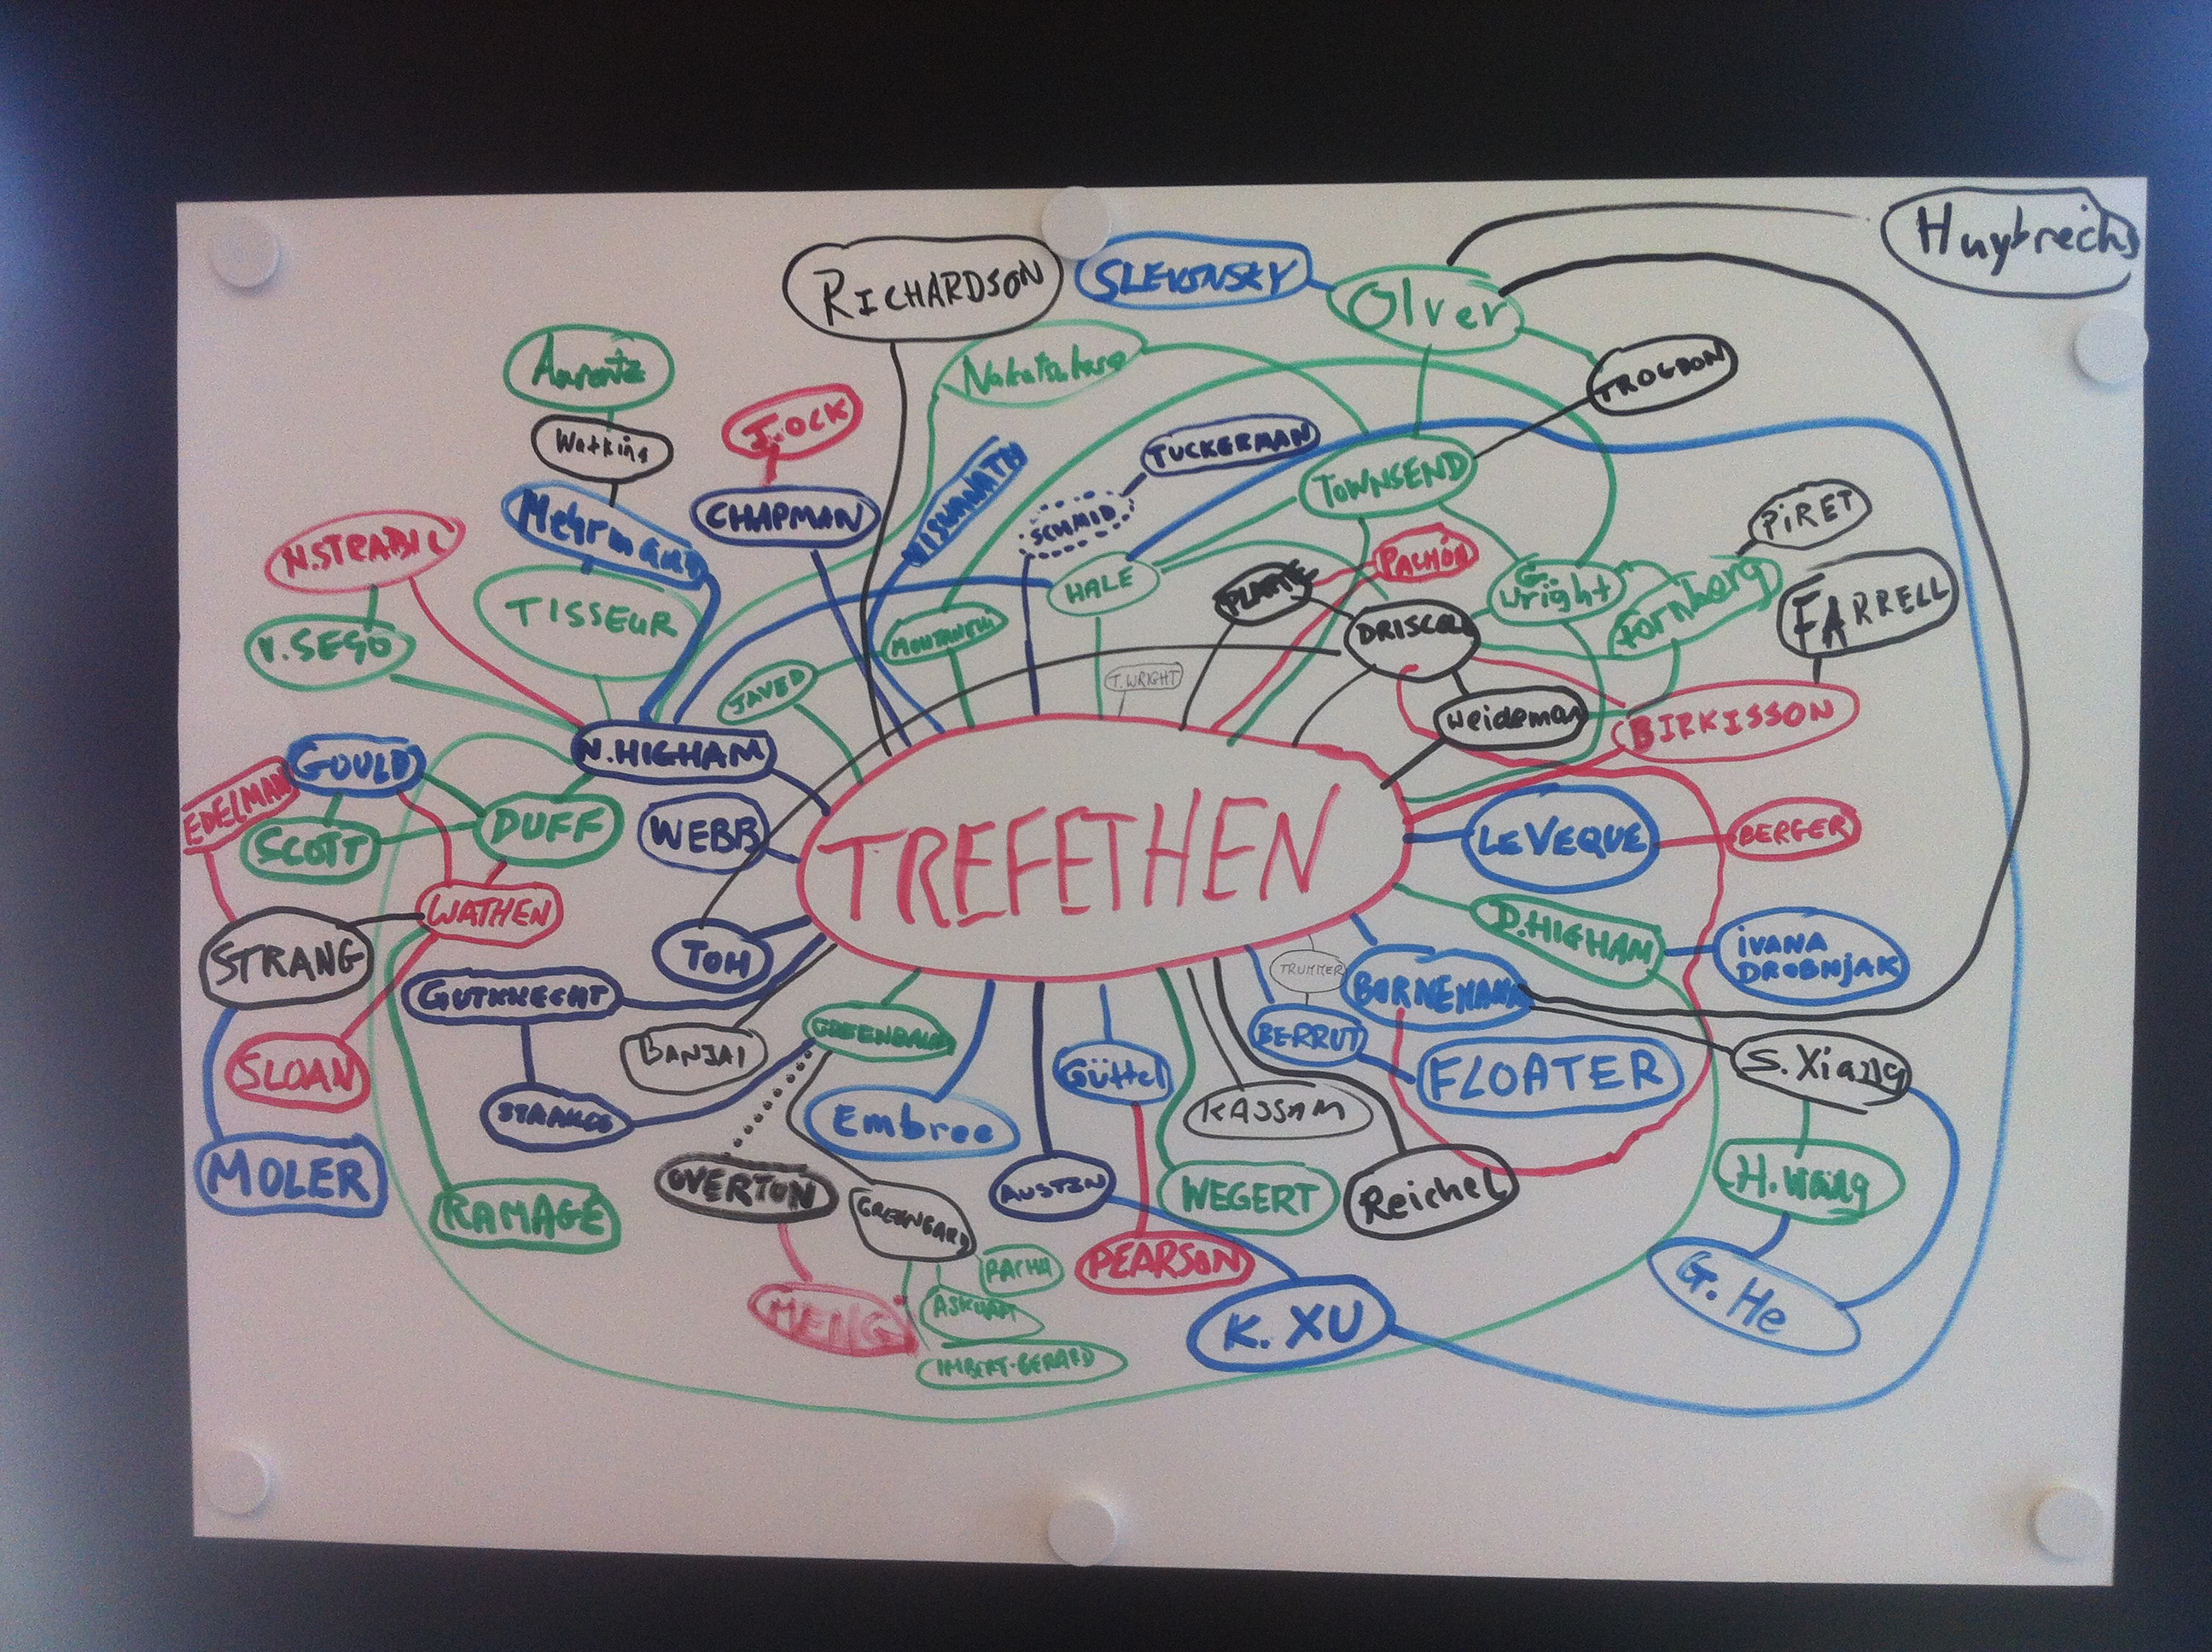 Huybrechs
RICHARDSON
SLEVINSKY
Olver
Nakatsukasa
TROGDON
Aurentz
J.OCK
Watkins
TUCKERMAN
TOWNSEND
VISWANATH
CHAPMAN
Mehrmann
SCHMID
PiRET
N.STRABIC
PACHÓN
HALE
PLATTE
G.
Wright
fornberg
FARRELL
TISSEUR
V.SEGO
MONTANELLI
DRISCOLL
JAVED
T. WRIGHT
Weideman
BIRKISSON
N.HIGHAM
GOULD
EDELMAN
SCOTT
DUFF
WEBB
TREFETHEN
LEVEQUE
BERGER
WATHEN
D.HIGHAM
iVANA
DROBNJAK
STRANG
TOH
TRUMMER
BORNEMANN
GUTKNECHT
GREENBAUM
BERRUT
BANJAI
FLOATER
S. Xiang
SLOAN
Güttel
STRAKOS
Embree
KASSAM
MOLER
RAMAGE
OVERTON
AUSTIN
WEGERT
Reichel
H. Wang
GREENGARD
PEARSON
PACHN
ASKHAM
MENGI
K. XU
G. He
IMBERT-GERARD